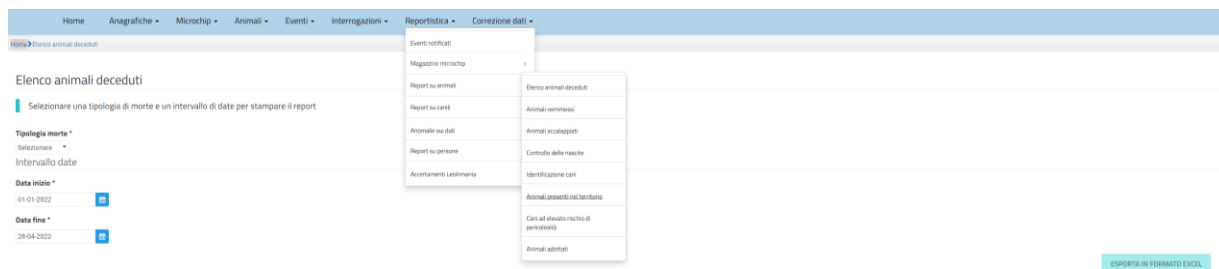 Home Anagrafiche Microchip Animali Eventi Interrogazioni Reportistica Correzione dati
Home Elenco animali deceduti
Eventi notificati
Magazzino microchip
Report su animali
Report su canili
Anomalie sui dati
Report su persone
Accertamenti Leishmania
Elenco animali deceduti
Animali reimmessi
Animali accalappiati
Controllo delle nascite
Identificazione cani
Animali presenti nel territorio
Cani ad elevato rischio di
pericolosità
Animali adottati
Elenco animali deceduti
Selezionare una tipologia di morte e un intervallo di date per stampare il report
Tipologia morte *
Selezionare
Intervallo date
Data inizio *
01-01-2022
Data fine *
28-04-2022
ESPORTA IN FORMATO EXCEL